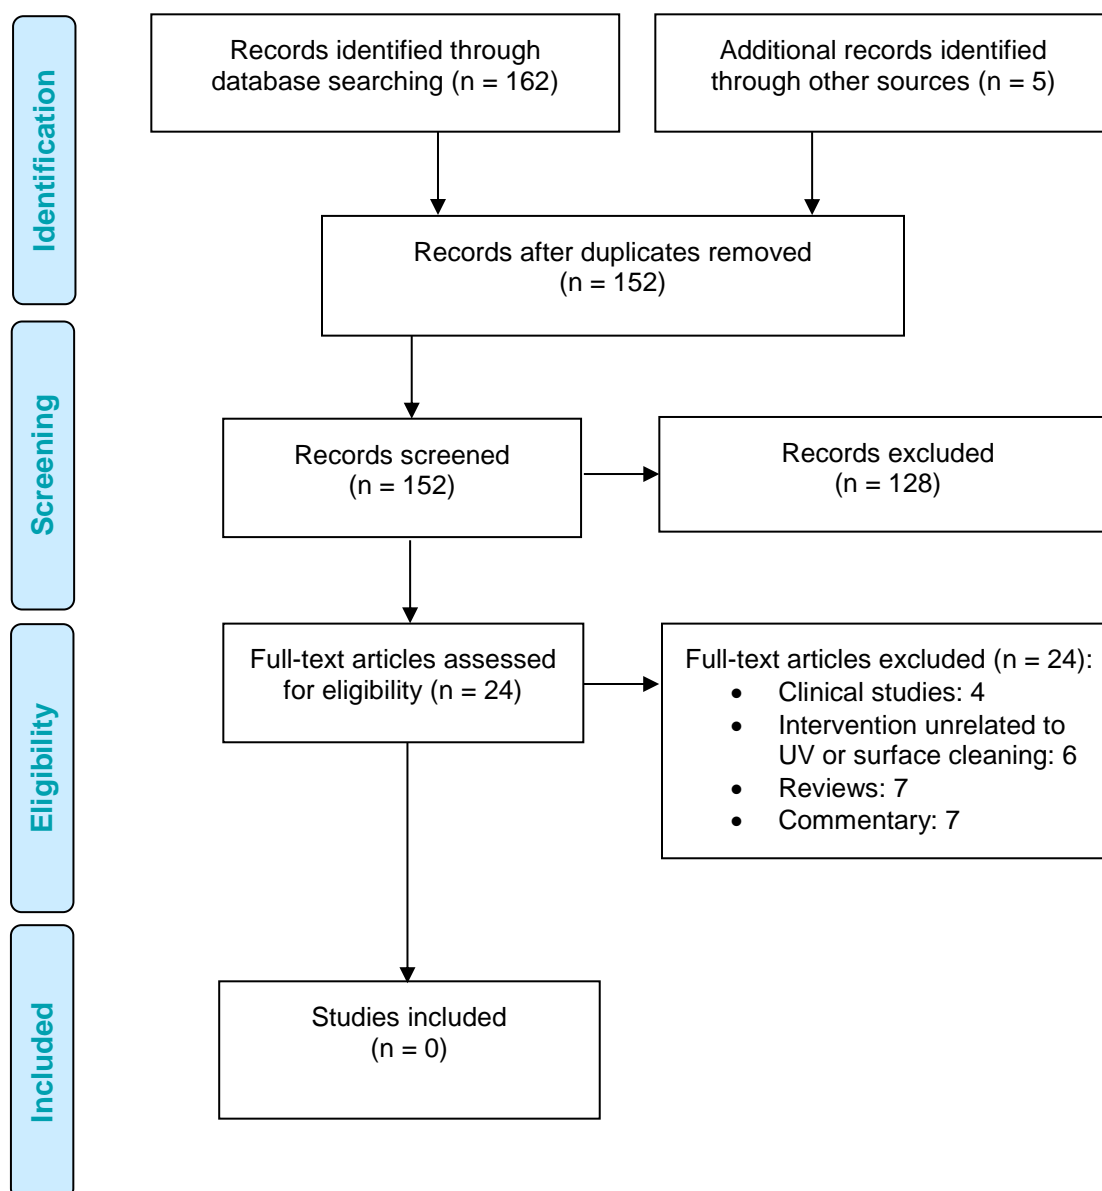 Identification
Records identified through
database searching (n = 162)
Additional records identified
through other sources (n = 5)
Records after duplicates removed
(n = 152)
Screening
Records screened
(n = 152)
Records excluded
(n = 128)
Eligibility
Full-text articles assessed
for eligibility (n = 24)
Full-text articles excluded (n = 24):
• Clinical studies: 4
• Intervention unrelated to
UV or surface cleaning: 6
• Reviews: 7
• Commentary: 7
Included
Studies included
(n = 0)